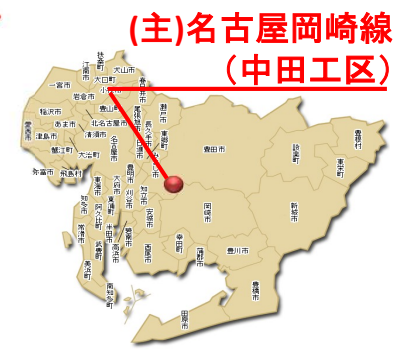 (主)名古屋岡崎線
(中田工区)
扶桑町
江南市
犬山市
大口町
一宮市
岩倉市
春日井市
稲沢市
豊山町
瀬戸市
愛西市
あま市
北名古屋市
尾張旭市
長久手市
津島市
清須市
名古屋市
日進市
東郷町
蟹江町
大治町
弥富市
飛島村
豊田市
設楽町
豊根村
東栄町
東海市
大府市
豊明市
刈谷市
知立市
知多市
東浦町
阿久比町
安城市
岡崎市
新城市
常滑市
半田市
高浜市
碧南市
西尾市
幸田町
蒲郡市
豊川市
武豊町
美浜町
南知多町
豊橋市
田原市